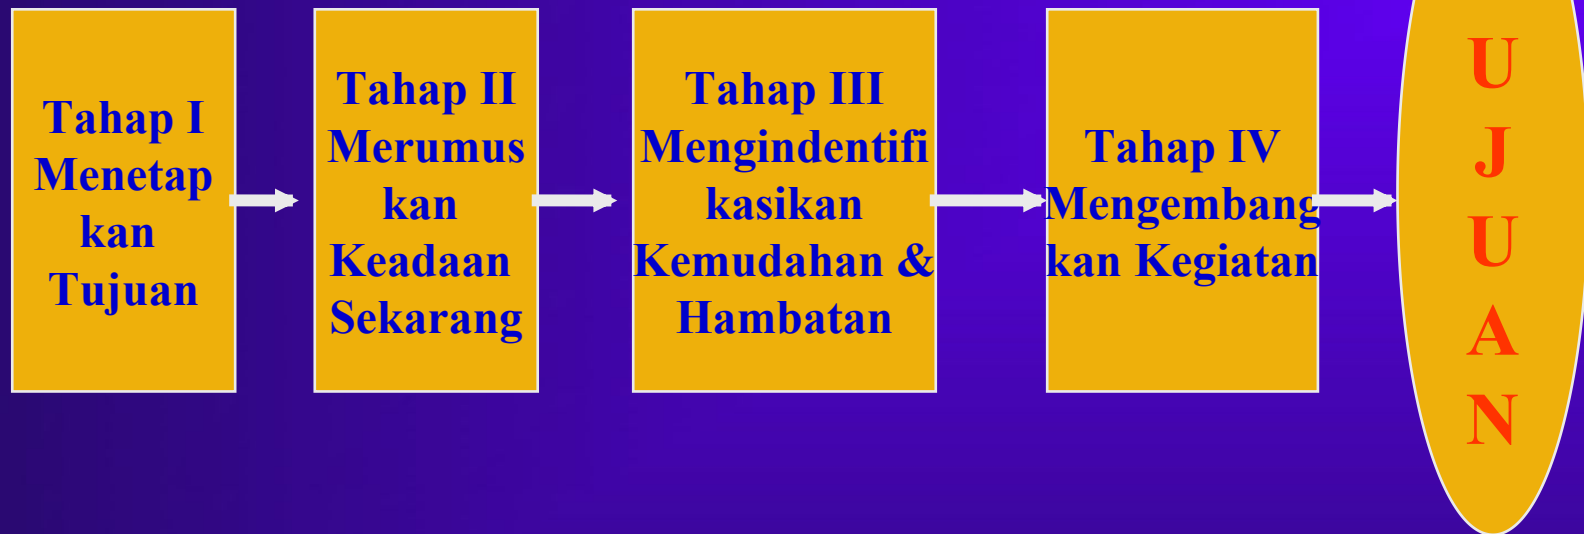 Tahap I
Menetap
kan
Tujuan
Tahap II
Merumus
kan
Keadaan
Sekarang
Tahap III
Mengindentifi
kasikan
Kemudahan &
Hambatan
Tahap IV
Mengembang
kan Kegiatan
U
J
U
A
N